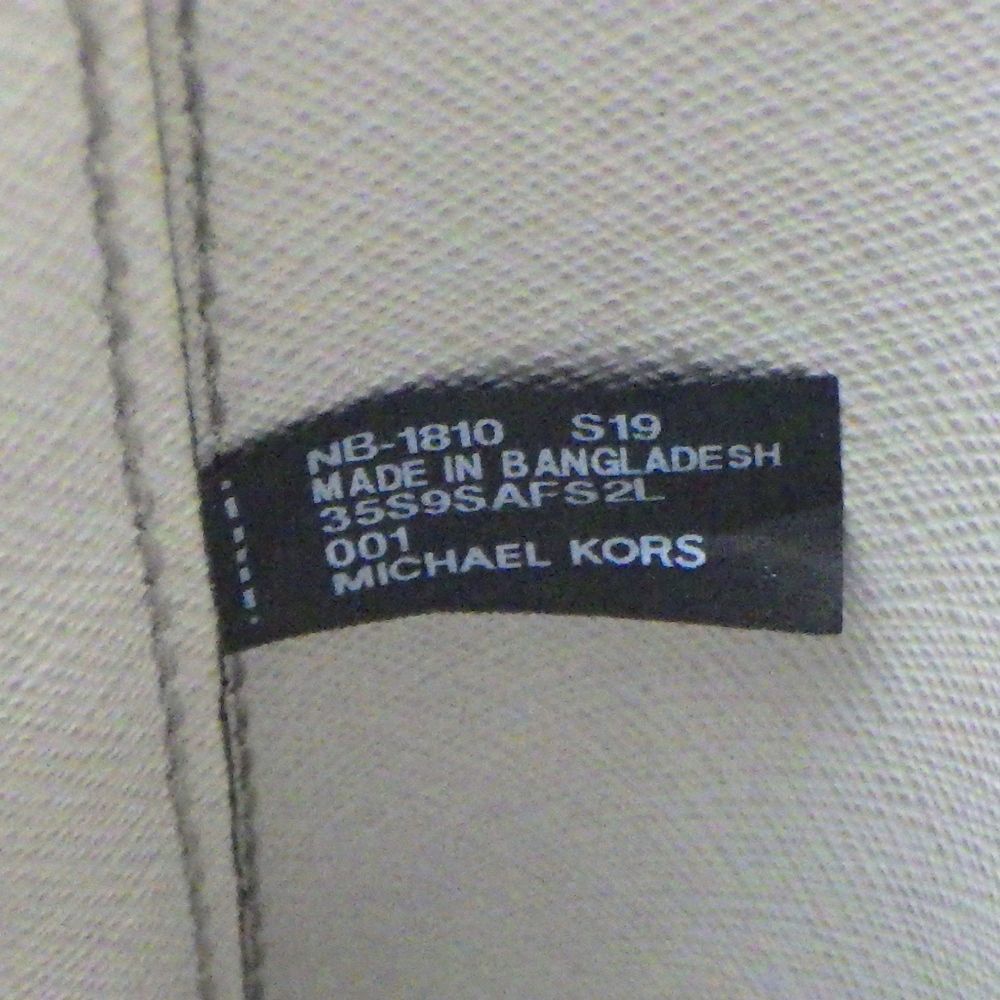 NB-1810 S19
MADE IN BANGLADESH
35S9SAFS2L
001
MICHAEL KORS